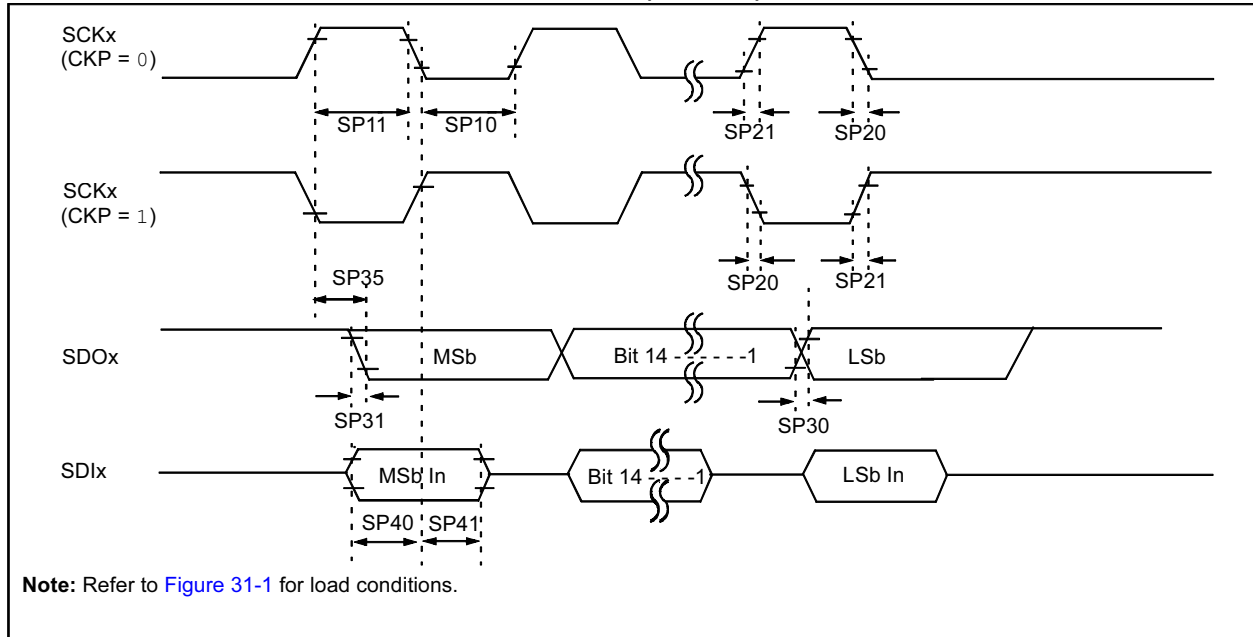 SCKx
(CKP = 0)
SP11
SP10
SP21
SP20
SCKx
(CKP = 1)
SP35
SP20
SP21
SDOx
MSb
Bit 14 - - - - - -1
LSb
SP31
SP30
SDIx
MSb In
Bit 14 - - - -1
LSb In
SP40
SP41
Note: Refer to Figure 31-1 for load conditions.